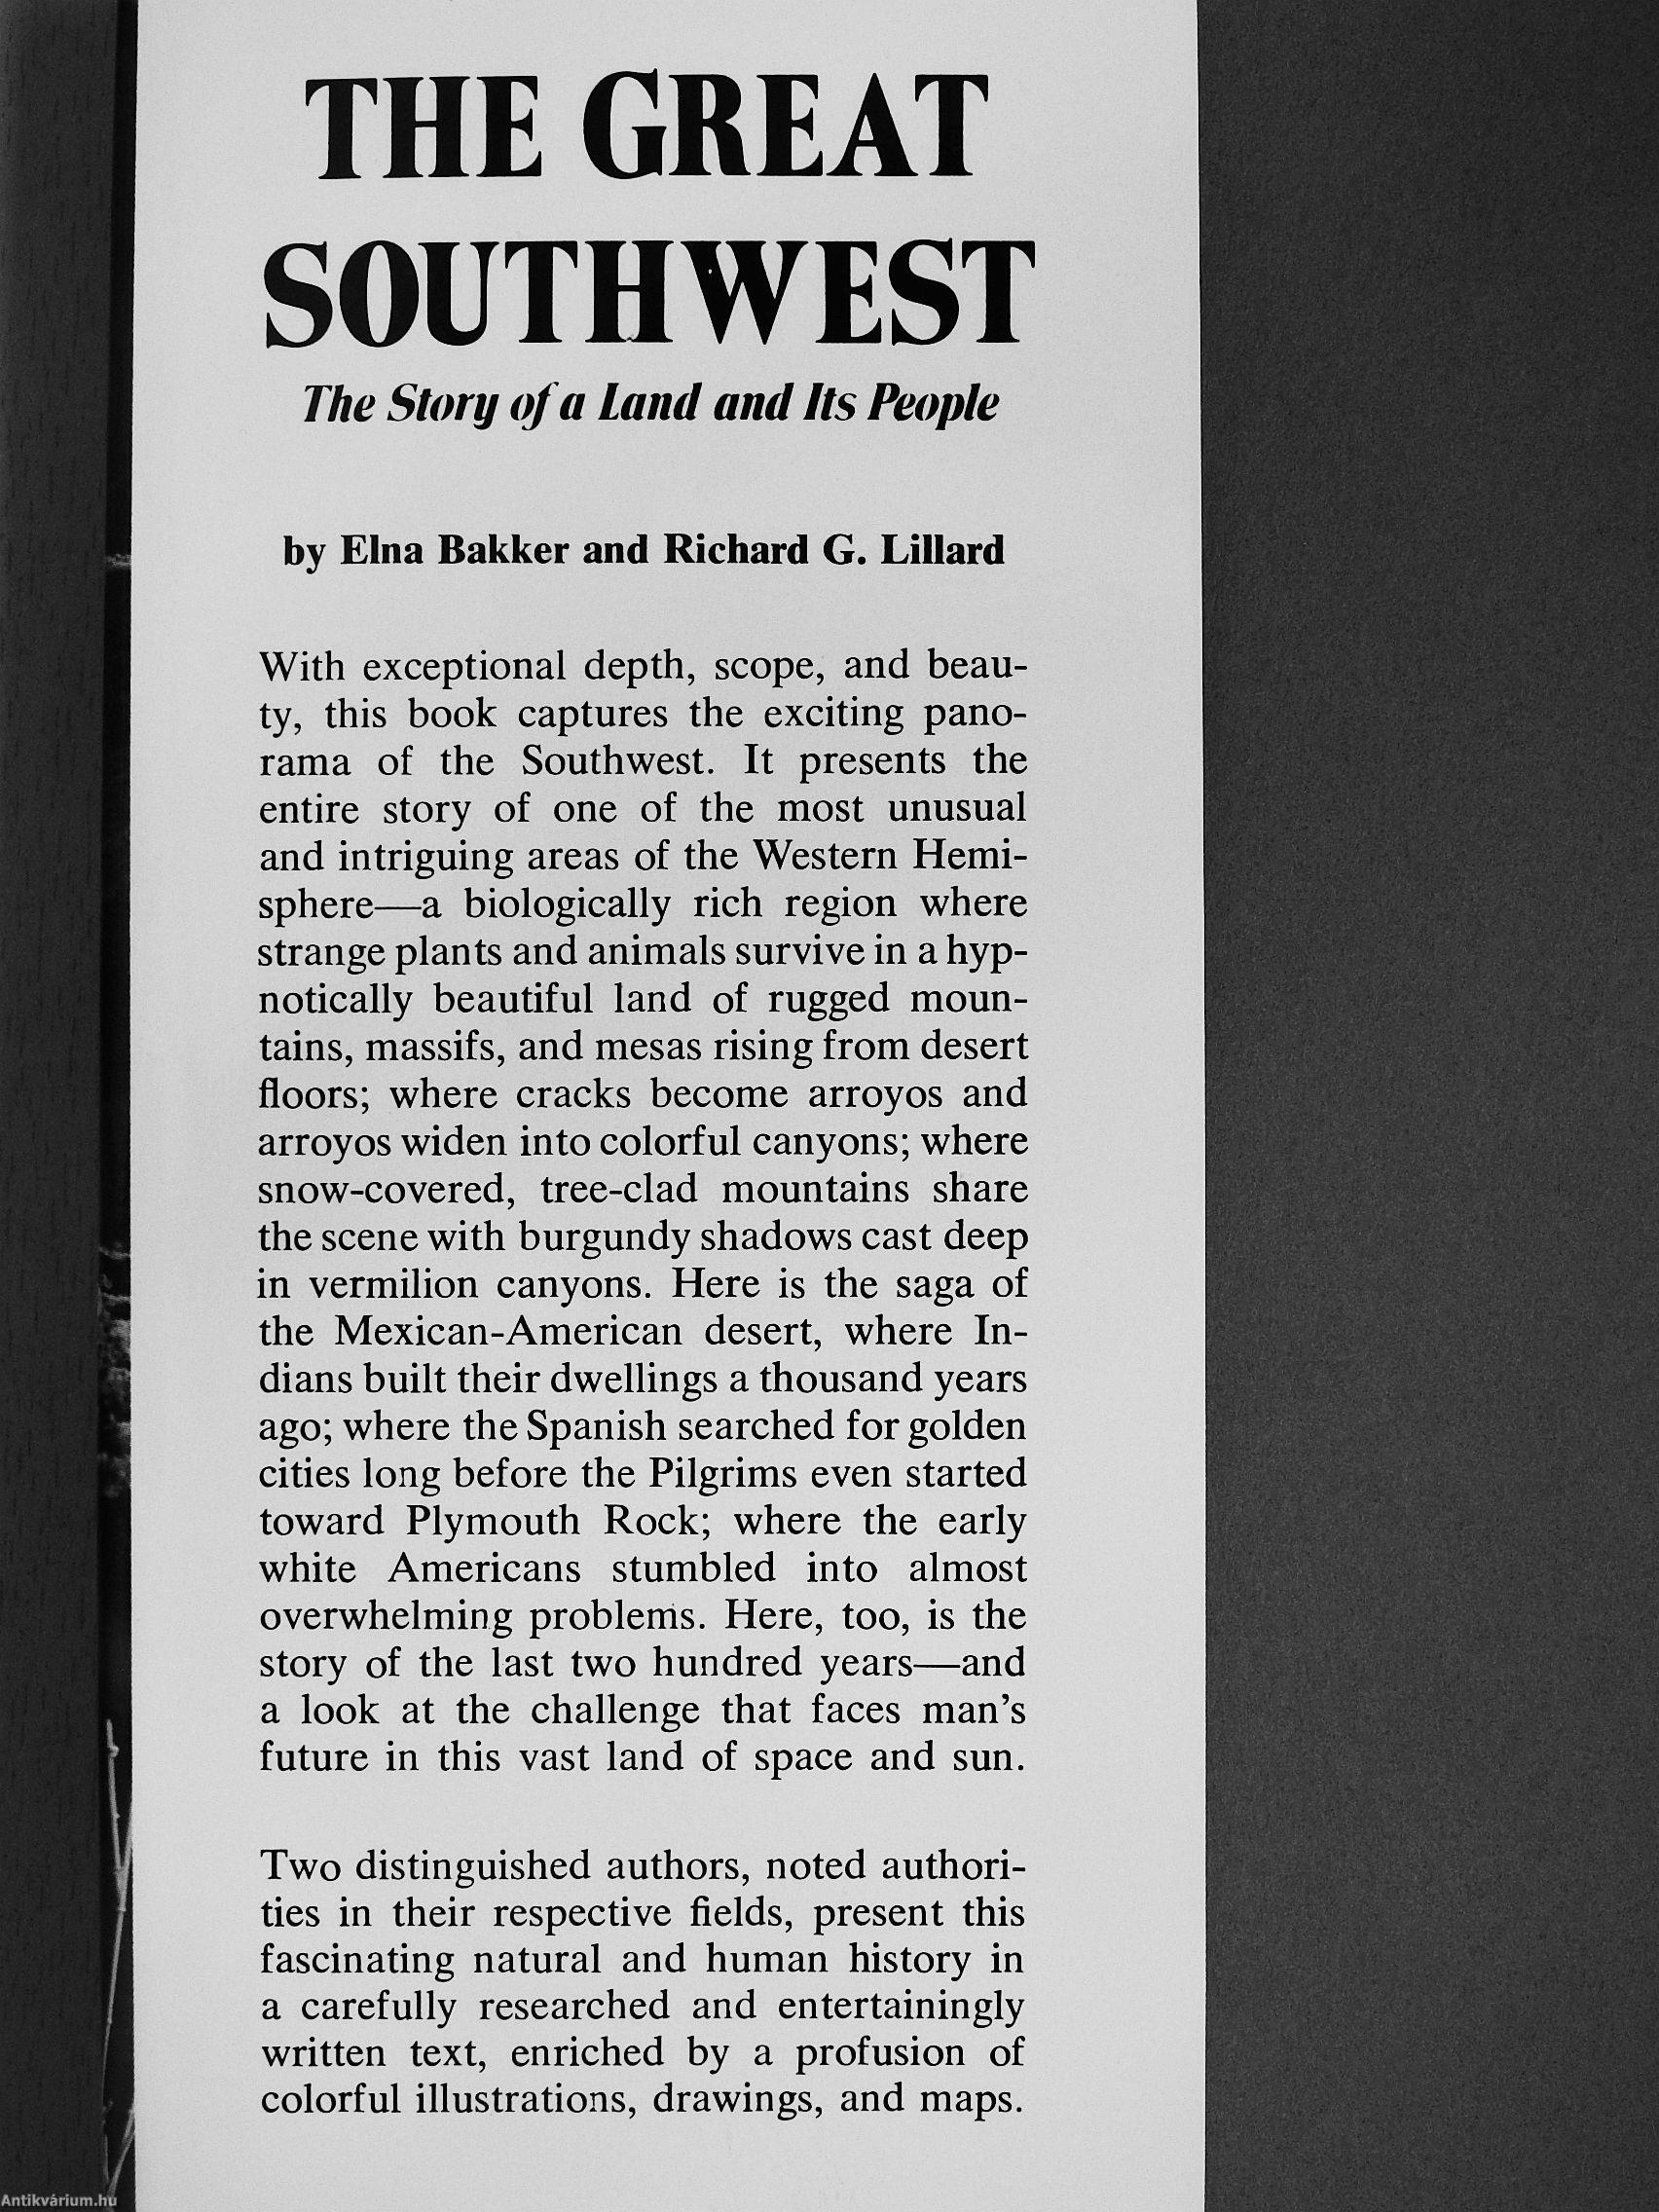 THE GREAT
SOUTHWEST
The Story of a Land and Its People
by Elna Bakker and Richard G. Lillard
With exceptional depth, scope, and beau-
ty, this book captures the exciting pano-
rama of the Southwest. It presents the
entire story of one of the most unusual
and intriguing areas of the Western Hemi-
sphere—a biologically rich region where
strange plants and animals survive in a hyp-
notically beautiful land of rugged moun-
tains, massifs, and mesas rising from desert
floors; where cracks become arroyos and
arroyos widen into colorful canyons; where
snow-covered, tree-clad mountains share
the scene with burgundy shadows cast deep
in vermilion canyons. Here is the saga of
the Mexican-American desert, where In-
dians built their dwellings a thousand years
ago; where the Spanish searched for golden
cities long before the Pilgrims even started
toward Plymouth Rock; where the early
white Americans stumbled into almost
overwhelming problems. Here, too, is the
story of the last two hundred years—and
a look at the challenge that faces man's
future in this vast land of space and sun.
Two distinguished authors, noted authori-
ties in their respective fields, present this
fascinating natural and human history in
a carefully researched and entertainingly
written text, enriched by a profusion of
colorful illustrations, drawings, and maps.
Antikvárium.hu